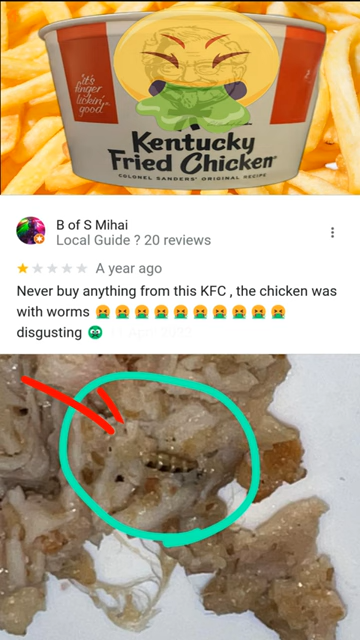 it's
finger
lickin'
good
Kentucky
Fried Chicken
COLONEL SANDERS' ORIGINAL RECIPE
B of S Mihai
Local Guide ? 20 reviews
A year ago
Never buy anything from this KFC , the chicken was
with worms 🤮🤮🤮🤮🤮🤮🤮🤮🤮🤮
disgusting 🤢